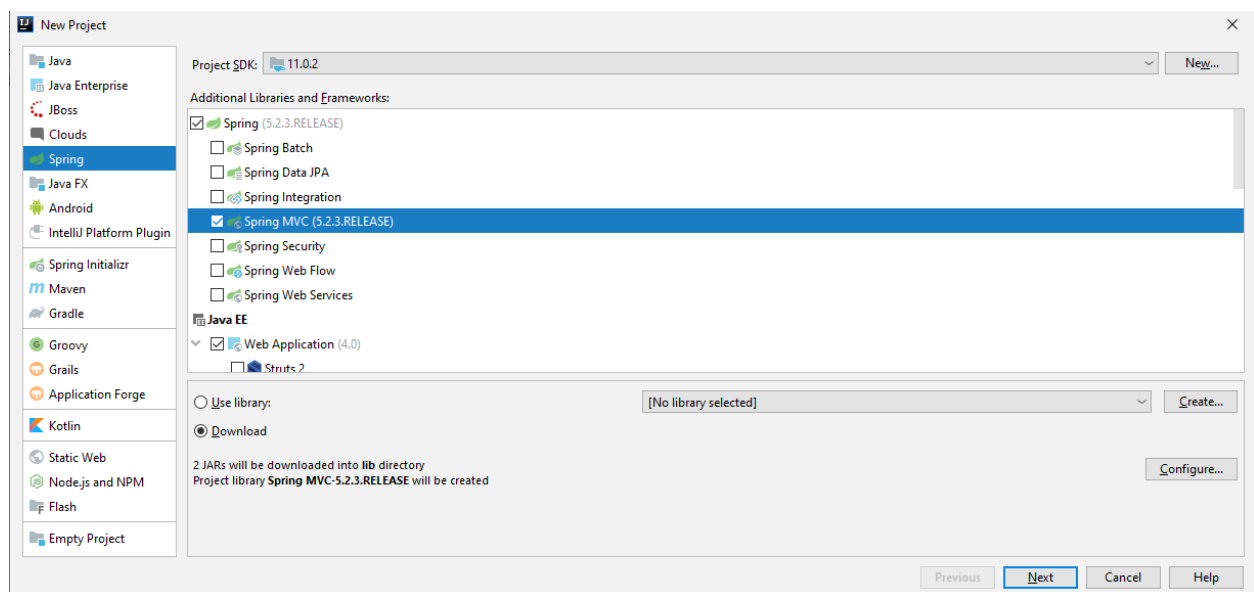 New Project
Java
Java Enterprise
JBoss
Clouds
Spring
Java FX
Android
IntelliJ Platform Plugin
Spring Initializr
Maven
Gradle
Groovy
Grails
Application Forge
Kotlin
Static Web
Node.js and NPM
Flash
Empty Project
Project SDK: 11.0.2 New...
Additional Libraries and Frameworks:
Spring (5.2.3.RELEASE)
Spring Batch
Spring Data JPA
Spring Integration
Spring MVC (5.2.3.RELEASE)
Spring Security
Spring Web Flow
Spring Web Services
Java EE
Web Application (4.0)
Struts 2
Use library: [No library selected] Create...
Download
2 JARs will be downloaded into lib directory
Project library Spring MVC-5.2.3.RELEASE will be created
Configure...
Previous Next Cancel Help